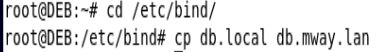 root@DEB:~# cd /etc/bind/
root@DEB:/etc/bind# cp db.local db.mway.lan